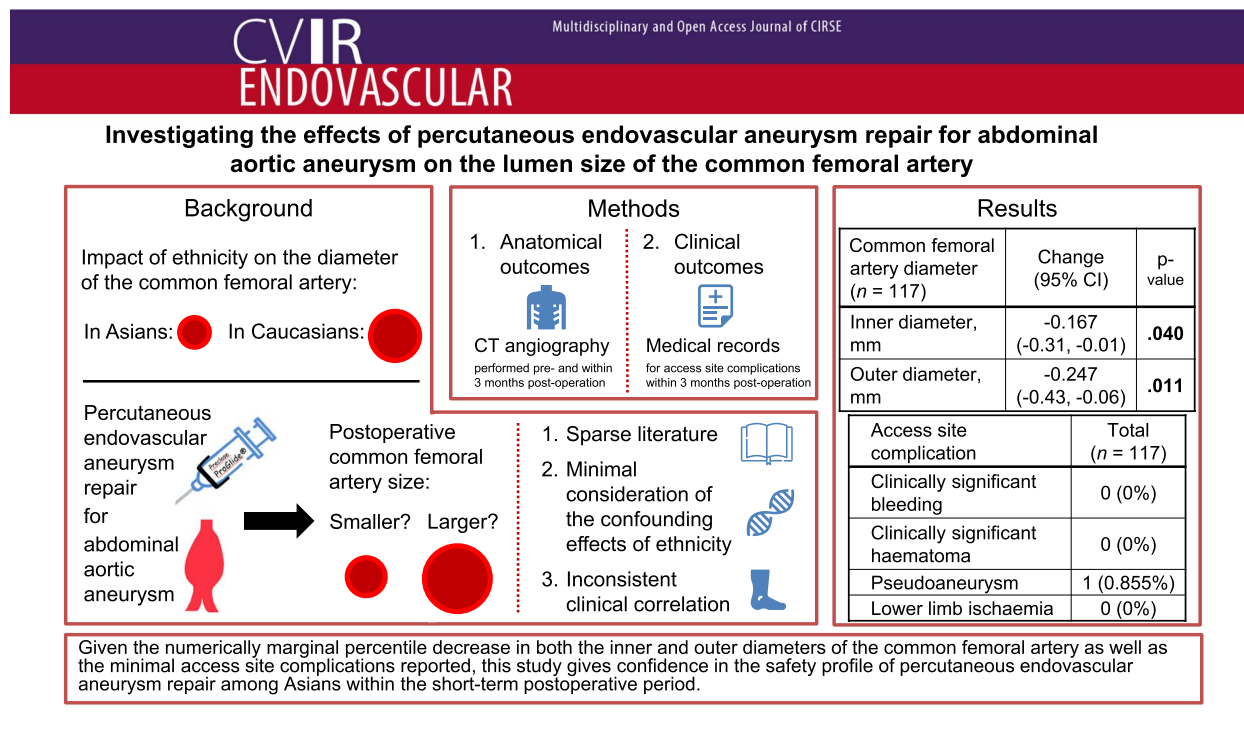 CVIR
ENDOVASCULAR
Multidisciplinary and Open Access Journal of CIRSE
Investigating the effects of percutaneous endovascular aneurysm repair for abdominal
aortic aneurysm on the lumen size of the common femoral artery
Background
Impact of ethnicity on the diameter
of the common femoral artery:
In Asians: In Caucasians:
Percutaneous
endovascular
aneurysm
repair
for
abdominal
aortic
aneurysm
Perclose
ProGlide®
Postoperative
common femoral
artery size:
Smaller? Larger?
1. Sparse literature
2. Minimal
consideration of
the confounding
effects of ethnicity
3. Inconsistent
clinical correlation
Methods
1. Anatomical
outcomes
CT angiography
performed pre- and within
3 months post-operation
2. Clinical
outcomes
Medical records
for access site complications
within 3 months post-operation
Results
Common femoral
artery diameter
(n = 117)
Change
(95% CI)
p-
value
Inner diameter,
mm
-0.167
(-0.31, -0.01)
.040
Outer diameter,
mm
-0.247
(-0.43, -0.06)
.011
Access site
complication
Total
(n = 117)
Clinically significant
bleeding
0 (0%)
Clinically significant
haematoma
0 (0%)
Pseudoaneurysm 1 (0.855%)
Lower limb ischaemia 0 (0%)
Given the numerically marginal percentile decrease in both the inner and outer diameters of the common femoral artery as well as
the minimal access site complications reported, this study gives confidence in the safety profile of percutaneous endovascular
aneurysm repair among Asians within the short-term postoperative period.